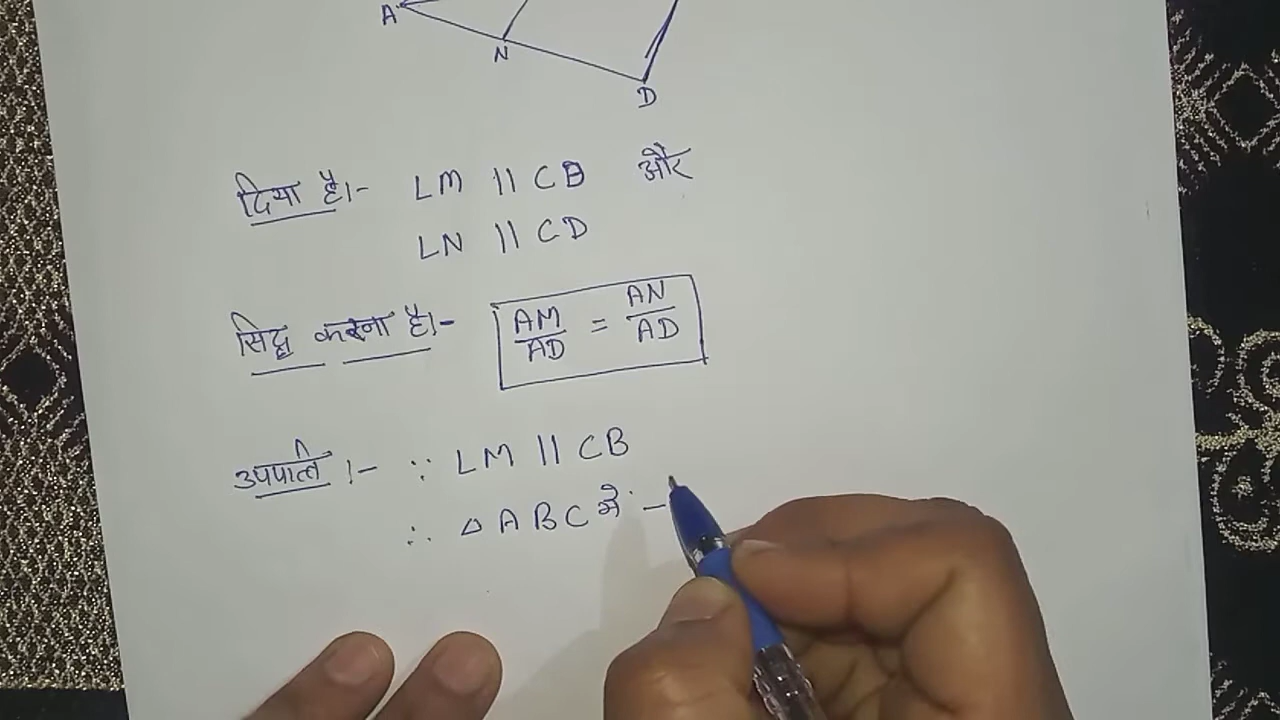 A
N
D
दिया है।- LM || CB और
LN || CD
सिद्ध करना है।- AM/AD = AN/AD
उपपत्ति :- ∵ LM || CB
∴ △ABC में :-